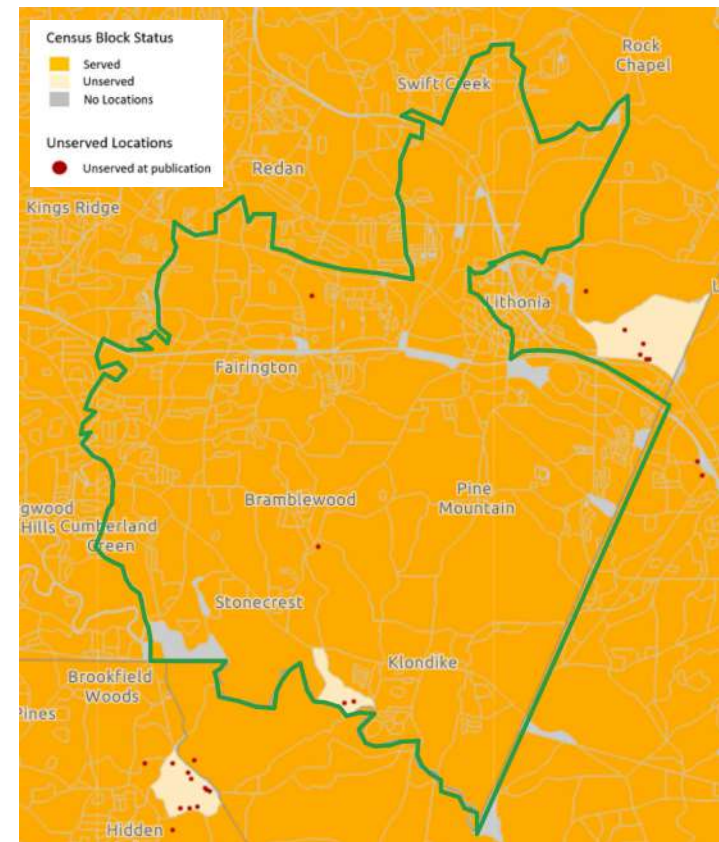 Census Block Status
Served
Unserved
No Locations
Unserved Locations
Unserved at publication
Rock
Chapel
Swift Creek
Redan
Kings Ridge
Lithonia
L
Fairington
Bramblewood
Pine
Mountain
gwood
Hills
Cumberland
Green
Stonecrest
Klondike
Brookfield
Woods
Pines
Hidden